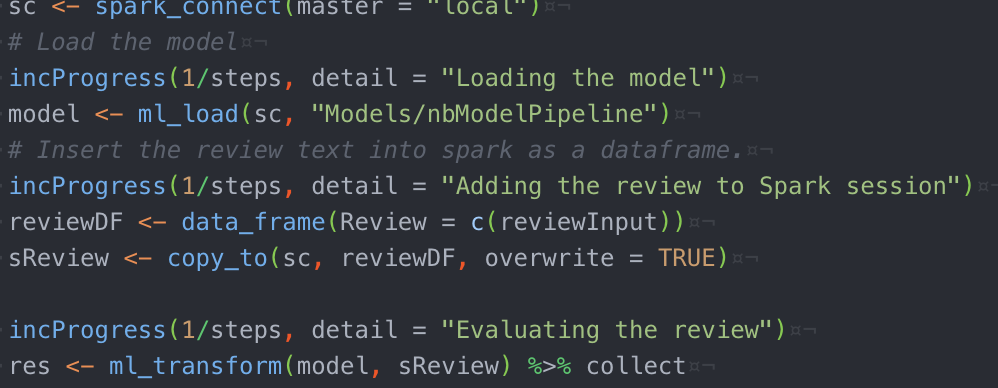 sc <- spark_connect(master = "local")¤¬
# Load the model¤¬
incProgress(1/steps, detail = "Loading the model")¤¬
model <- ml_load(sc, "Models/nbModelPipeline")¤¬
# Insert the review text into spark as a dataframe.¤¬
incProgress(1/steps, detail = "Adding the review to Spark session")¤¬
reviewDF <- data_frame(Review = c(reviewInput))¤¬
sReview <- copy_to(sc, reviewDF, overwrite = TRUE)¤¬
incProgress(1/steps, detail = "Evaluating the review")¤¬
res <- ml_transform(model, sReview) %>% collect¤¬